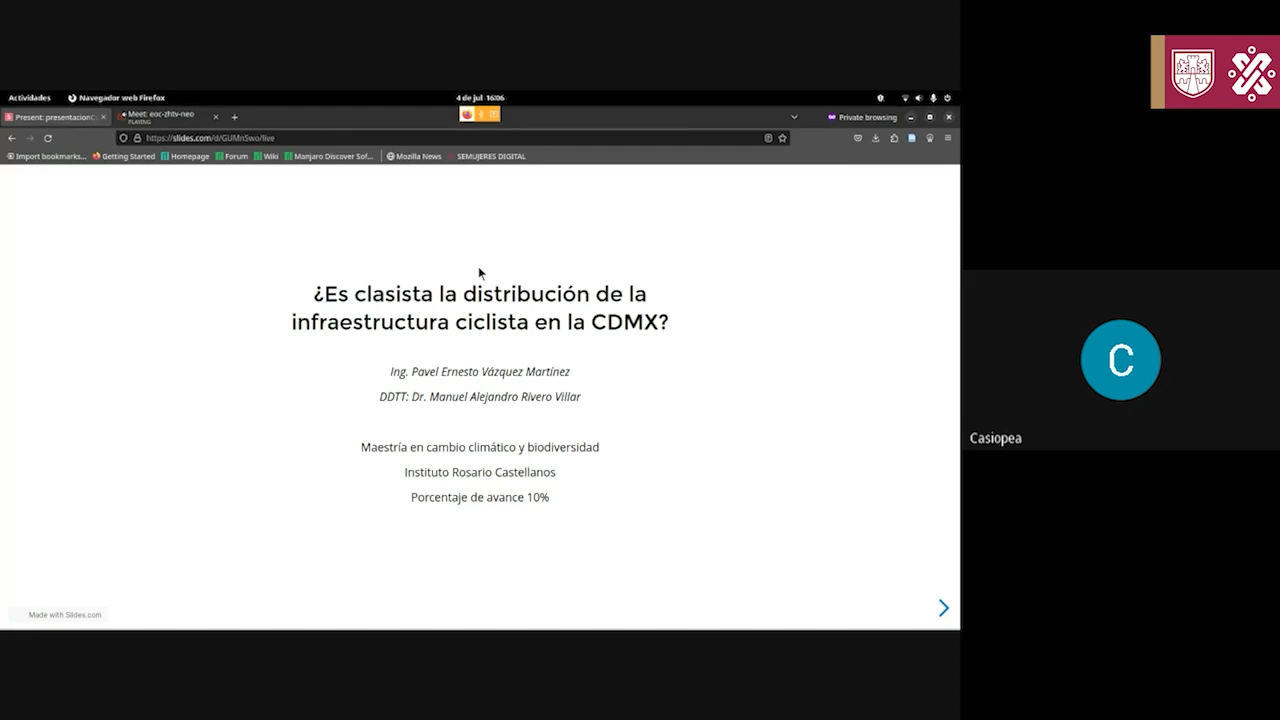 Actividades
Navegador web Firefox
4 de jul 16:06
Present: presentacionC
Meet: eoc-zhtv-neo
PLAYING
Private browsing
https://slides.com/d/GUMnSwo/live
Import bookmarks...
Getting Started
Homepage
Forum
Wiki
Manjaro Discover Sof...
Mozilla News
SEMUJERES DIGITAL
¿Es clasista la distribución de la
infraestructura ciclista en la CDMX?
Ing. Pavel Ernesto Vázquez Martínez
DDTT: Dr. Manuel Alejandro Rivero Villar
Maestría en cambio climático y biodiversidad
Instituto Rosario Castellanos
Porcentaje de avance 10%
Made with Slides.com
C
Casiopea